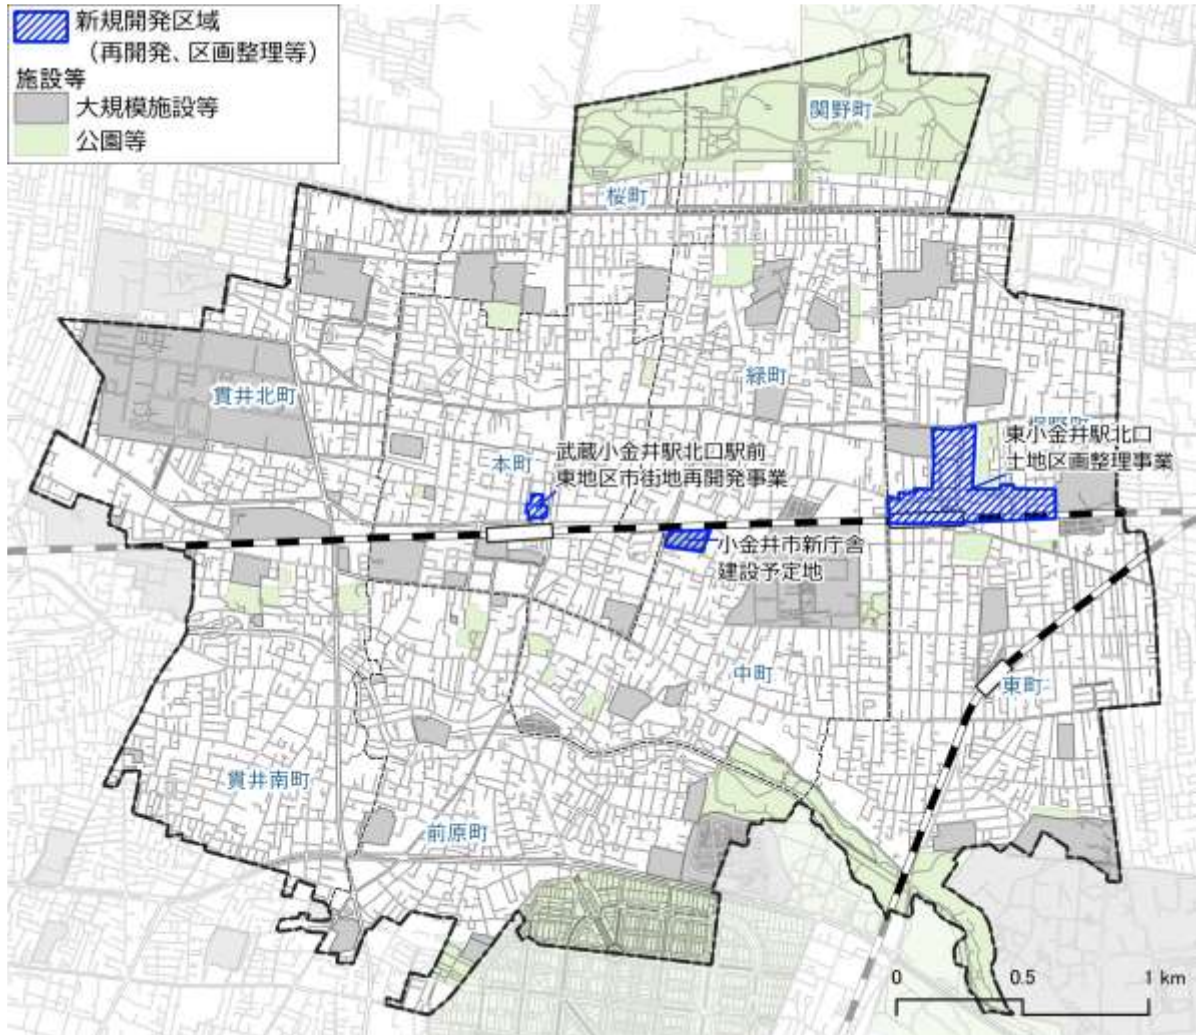 新規開発区域
（再開発、区画整理等）
施設等
大規模施設等
公園等
関野町
桜町
緑町
貫井北町
本町
武蔵小金井駅北口駅前
東地区市街地再開発事業
東小金井駅北口
土地区画整理事業
小金井市新庁舎
建設予定地
中町
東町
貫井南町
前原町
0 0.5 1 km